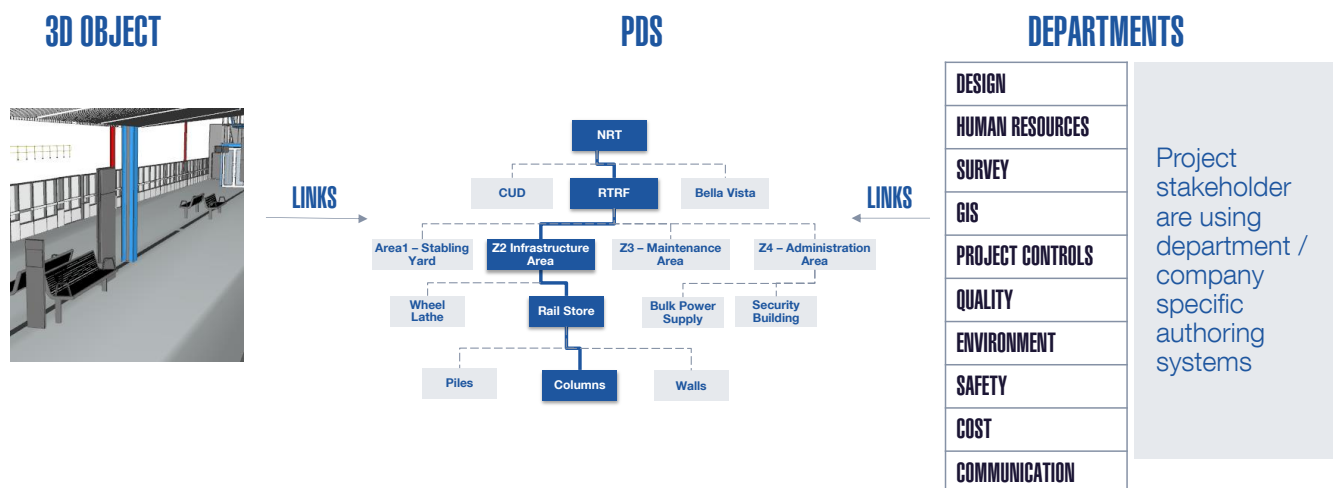 3D OBJECT
PDS
DEPARTMENTS
LINKS
NRT
CUD
RTRF
Bella Vista
Area1 – Stabling
Yard
Z2 Infrastructure
Area
Z3 – Maintenance
Area
Z4 – Administration
Area
Wheel
Lathe
Rail Store
Bulk Power
Supply
Security
Building
Piles
Columns
Walls
LINKS
DESIGN
HUMAN RESOURCES
SURVEY
GIS
PROJECT CONTROLS
QUALITY
ENVIRONMENT
SAFETY
COST
COMMUNICATION
Project
stakeholder
are using
department /
company
specific
authoring
systems